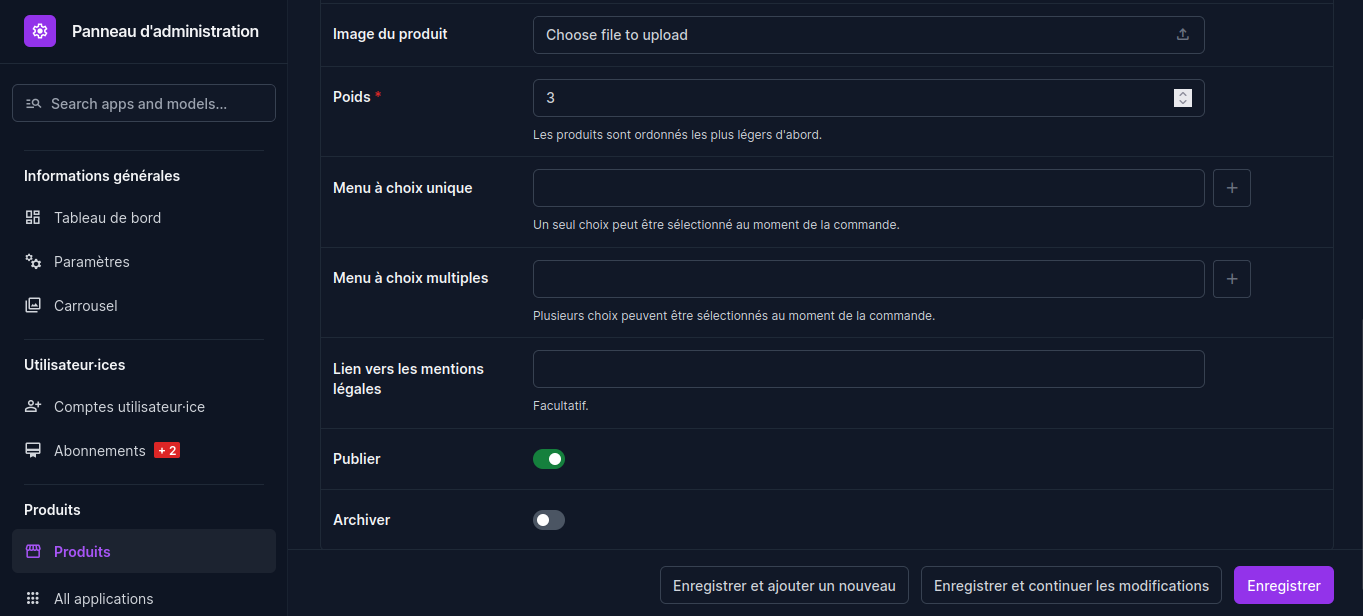 Panneau d'administration
Search apps and models...
Informations générales
Tableau de bord
Paramètres
Carrousel
Utilisateur·ices
Comptes utilisateur·ice
Abonnements + 2
Produits
Produits
All applications
Image du produit
Choose file to upload
Poids *
3
Les produits sont ordonnés les plus légers d'abord.
Menu à choix unique
Un seul choix peut être sélectionné au moment de la commande.
Menu à choix multiples
Plusieurs choix peuvent être sélectionnés au moment de la commande.
Lien vers les mentions
légales
Facultatif.
Publier
Archiver
Enregistrer et ajouter un nouveau
Enregistrer et continuer les modifications
Enregistrer